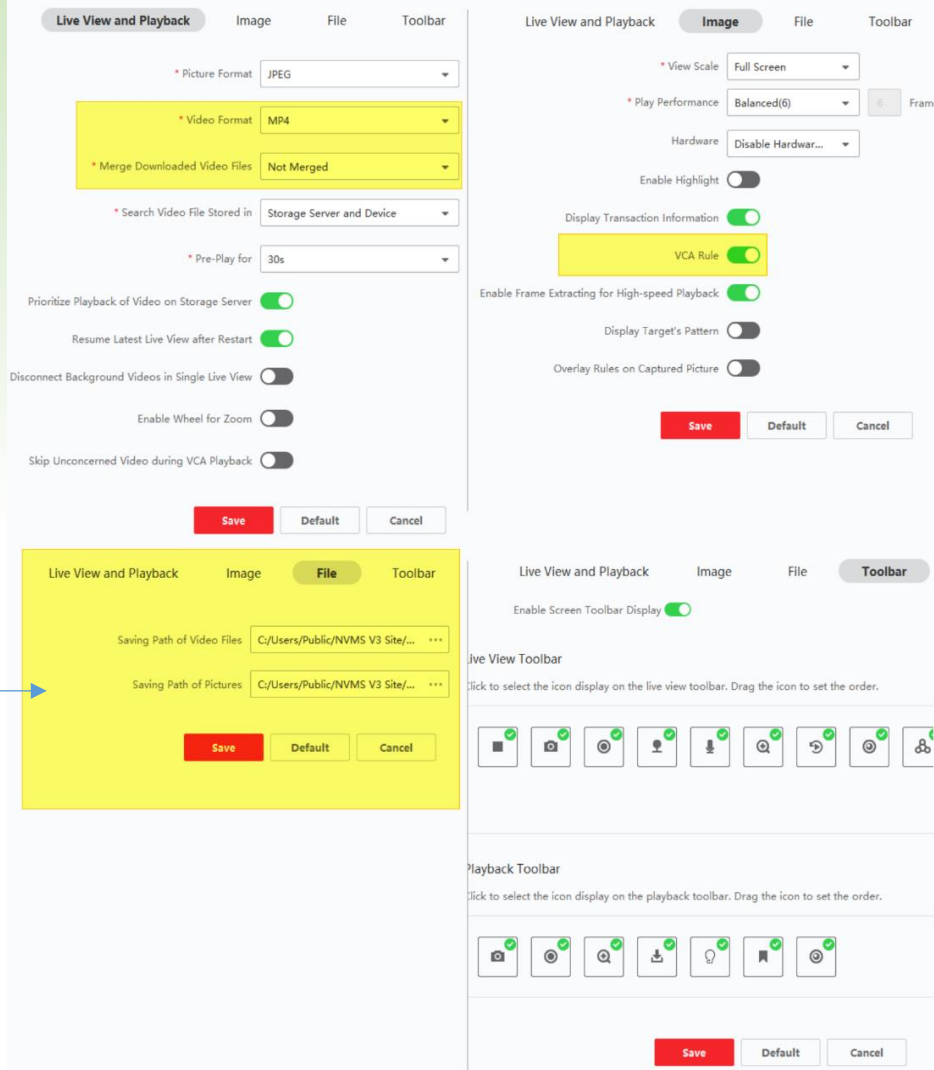 Live View and Playback Image File Toolbar
* Picture Format JPEG
* Video Format MP4
* Merge Downloaded Video Files Not Merged
* Search Video File Stored in Storage Server and Device
* Pre-Play for 30s
Prioritize Playback of Video on Storage Server
Resume Latest Live View after Restart
Disconnect Background Videos in Single Live View
Enable Wheel for Zoom
Skip Unconcerned Video during VCA Playback
Save Default Cancel
Live View and Playback Image File Toolbar
* View Scale Full Screen
* Play Performance Balanced(6) 6 Fram
Hardware Disable Hardwar...
Enable Highlight
Display Transaction Information
VCA Rule
Enable Frame Extracting for High-speed Playback
Display Target's Pattern
Overlay Rules on Captured Picture
Save Default Cancel
Live View and Playback Image File Toolbar
Saving Path of Video Files C:/Users/Public/NVMS V3 Site/... ...
Saving Path of Pictures C:/Users/Public/NVMS V3 Site/... ...
Save Default Cancel
Live View and Playback Image File Toolbar
Enable Screen Toolbar Display
Live View Toolbar
Click to select the icon display on the live view toolbar. Drag the icon to set the order.
Playback Toolbar
Click to select the icon display on the playback toolbar. Drag the icon to set the order.
Save Default Cancel